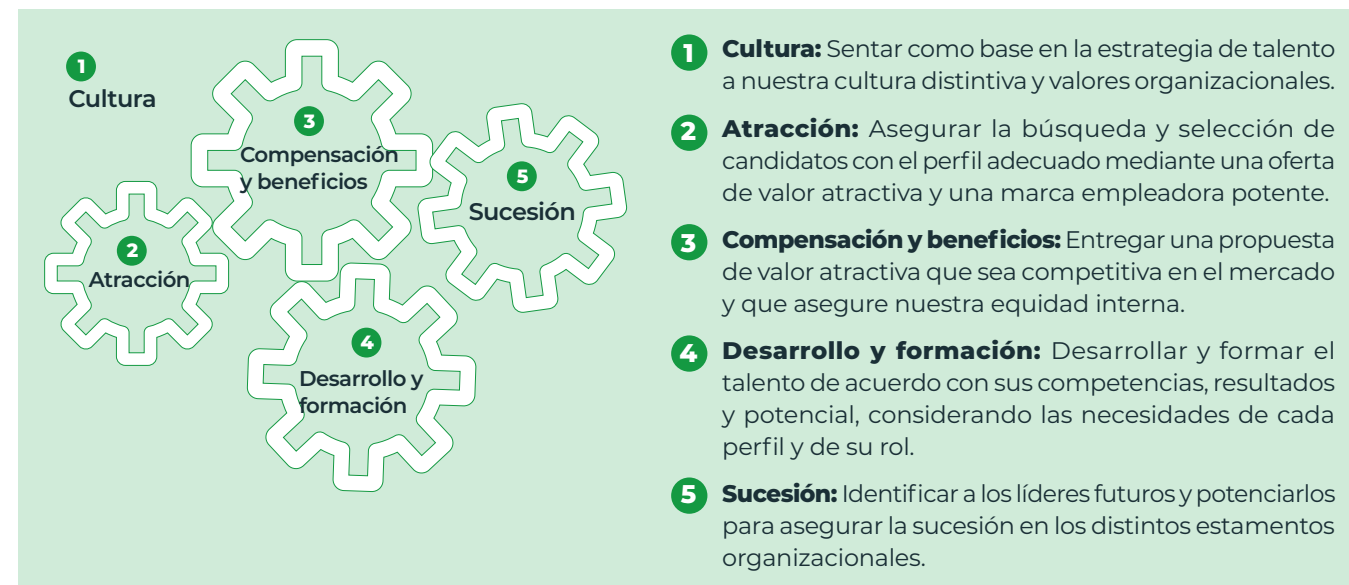 1
Cultura
3
Compensación
y beneficios
5
Sucesión
2
Atracción
4
Desarrollo y
formación
1 Cultura: Sentar como base en la estrategia de talento
a nuestra cultura distintiva y valores organizacionales.
2 Atracción: Asegurar la búsqueda y selección de
candidatos con el perfil adecuado mediante una oferta
de valor atractiva y una marca empleadora potente.
3 Compensación y beneficios: Entregar una propuesta
de valor atractiva que sea competitiva en el mercado
y que asegure nuestra equidad interna.
4 Desarrollo y formación: Desarrollar y formar el
talento de acuerdo con sus competencias, resultados
y potencial, considerando las necesidades de cada
perfil y de su rol.
5 Sucesión: Identificar a los líderes futuros y potenciarlos
para asegurar la sucesión en los distintos estamentos
organizacionales.